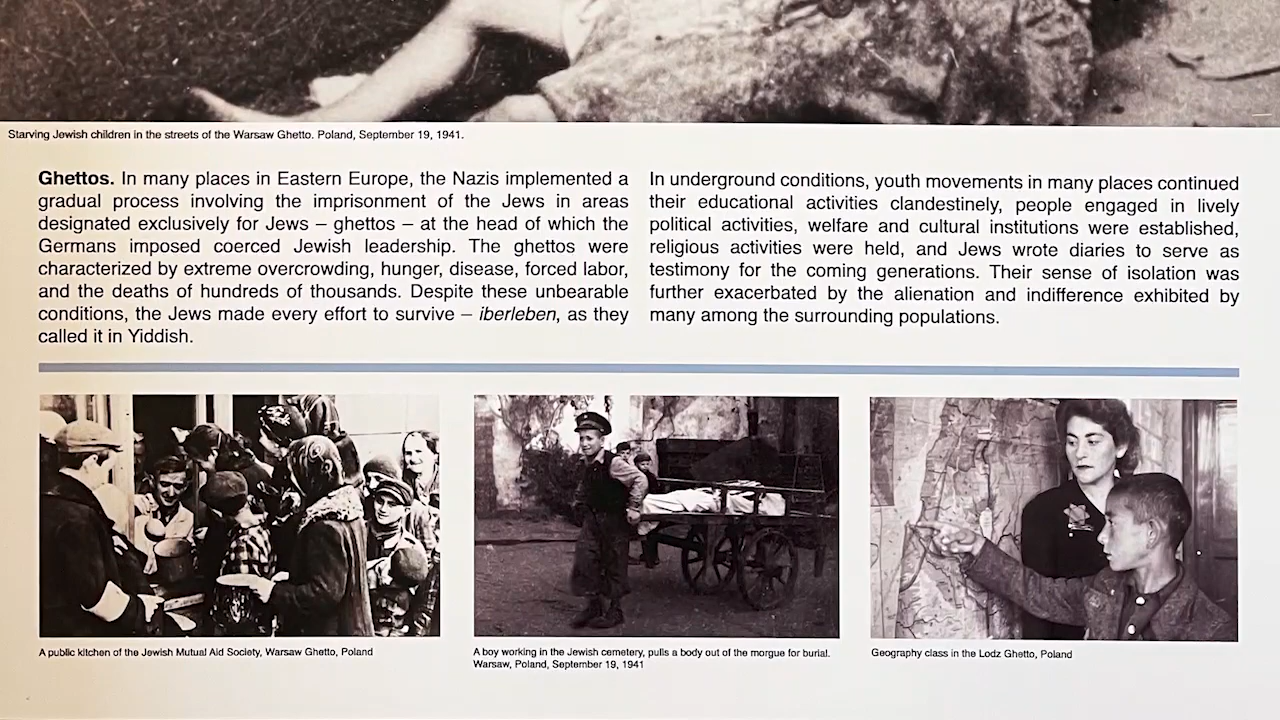 Starving Jewish children in the streets of the Warsaw Ghetto. Poland, September 19, 1941.
Ghettos. In many places in Eastern Europe, the Nazis implemented a
gradual process involving the imprisonment of the Jews in areas
designated exclusively for Jews – ghettos – at the head of which the
Germans imposed coerced Jewish leadership. The ghettos were
characterized by extreme overcrowding, hunger, disease, forced labor,
and the deaths of hundreds of thousands. Despite these unbearable
conditions, the Jews made every effort to survive – iberleben, as they
called it in Yiddish.
In underground conditions, youth movements in many places continued
their educational activities clandestinely, people engaged in lively
political activities, welfare and cultural institutions were established,
religious activities were held, and Jews wrote diaries to serve as
testimony for the coming generations. Their sense of isolation was
further exacerbated by the alienation and indifference exhibited by
many among the surrounding populations.
A public kitchen of the Jewish Mutual Aid Society, Warsaw Ghetto, Poland
A boy working in the Jewish cemetery, pulls a body out of the morgue for burial.
Warsaw, Poland, September 19, 1941
Geography class in the Lodz Ghetto, Poland